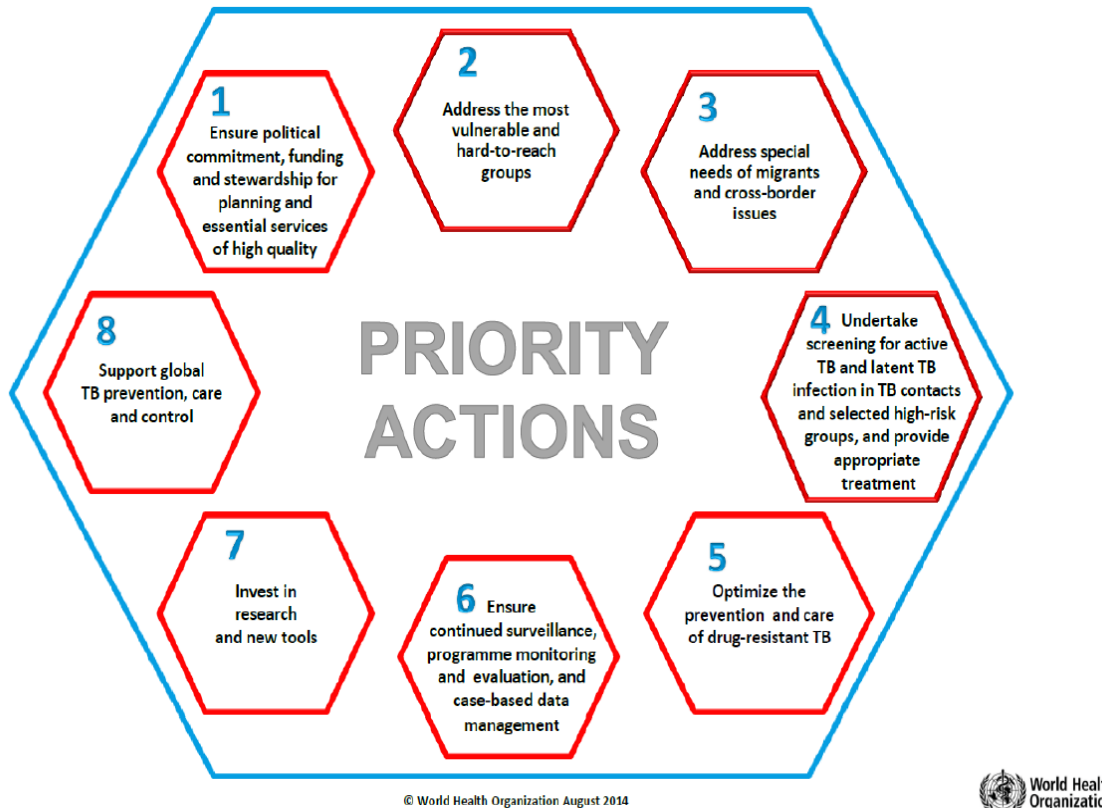 1
Ensure political
commitment, funding
and stewardship for
planning and
essential services
of high quality
2
Address the most
vulnerable and
hard-to-reach
groups
3
Address special
needs of migrants
and cross-border
issues
4 Undertake
screening for active
TB and latent TB
infection in TB contacts
and selected high-risk
groups, and provide
appropriate
treatment
5
Optimize the
prevention and care
of drug-resistant TB
6 Ensure
continued surveillance,
programme monitoring
and evaluation, and
case-based data
management
7
Invest in
research
and new tools
8
Support global
TB prevention, care
and control
PRIORITY
ACTIONS
© World Health Organization August 2014
World Healt
Organization